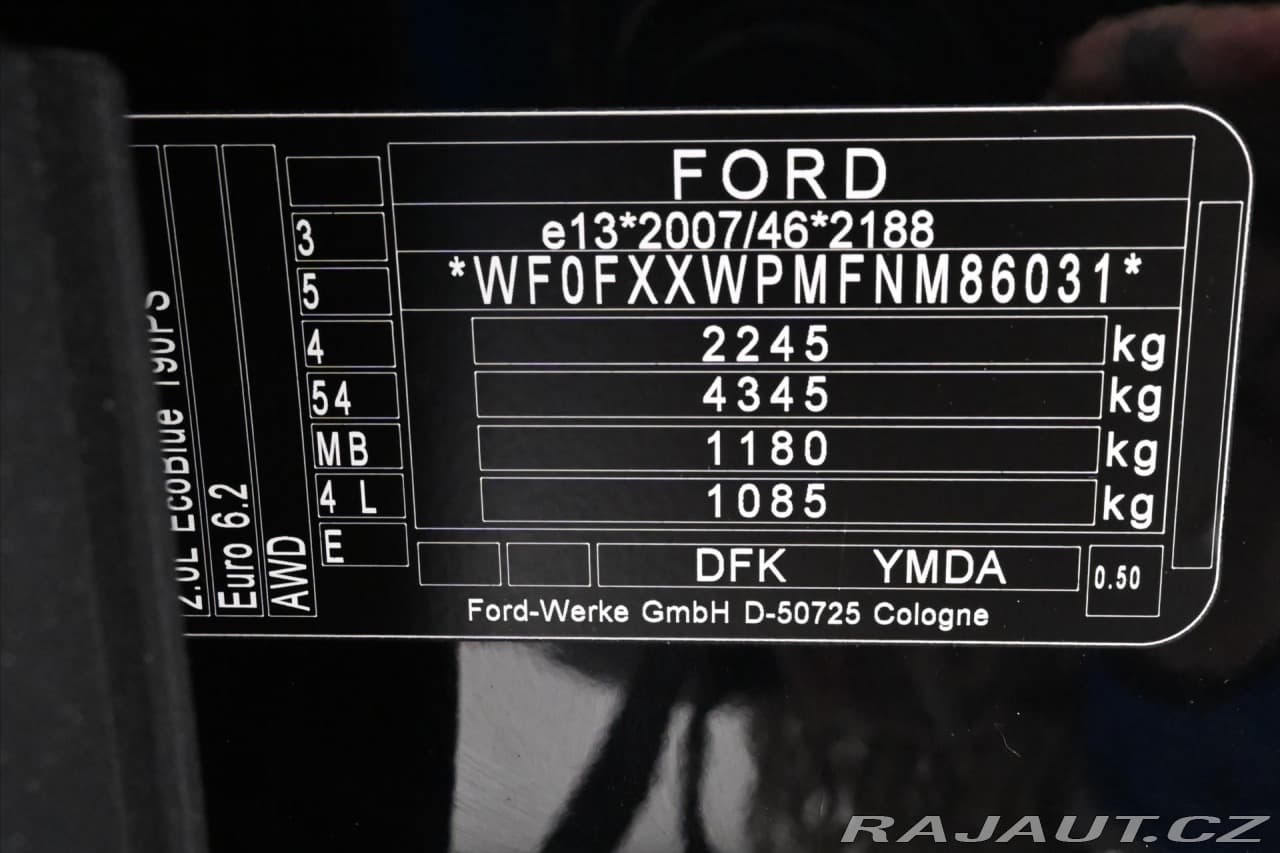 FORD
e13*2007/46*2188
*WF0FXXWPMFNM86031*
2245 kg
4345 kg
1180 kg
1085 kg
DFK YMDA
0.50
Ford-Werke GmbH D-50725 Cologne
3
5
4
54
MB
4 L
E
2.0L EcoBlue 190PS
Euro 6.2
AWD
RAJAUT.CZ